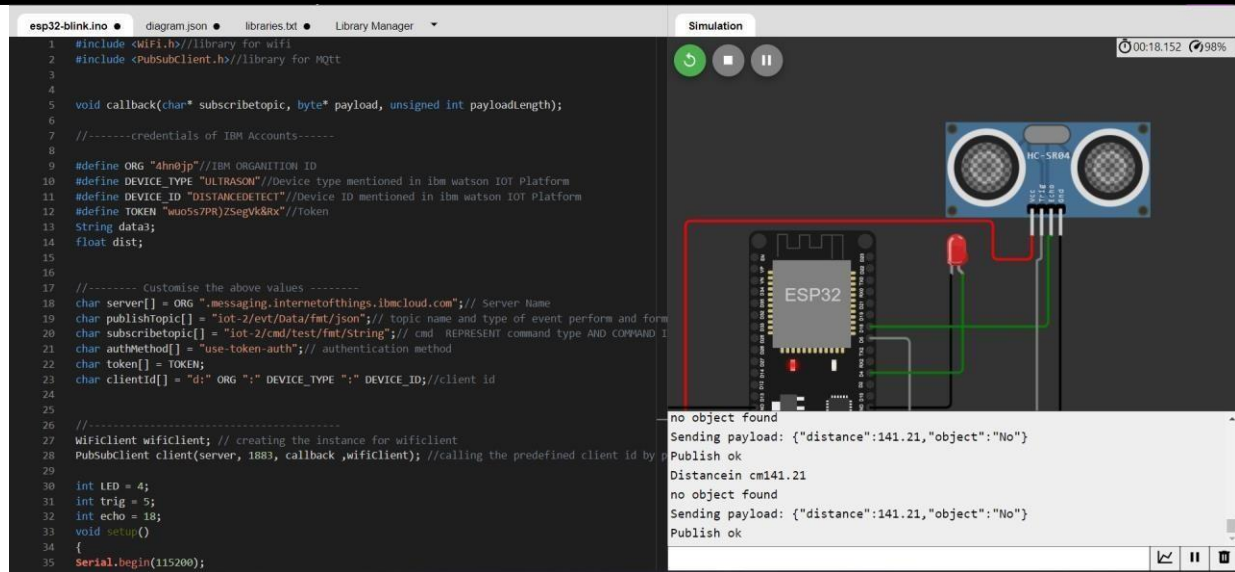 esp32-blink.ino ● diagram.json ● libraries.txt ● Library Manager ▼
1 #include <WiFi.h>//library for wifi
2 #include <PubSubClient.h>//library for MQtt
3
4
5 void callback(char* subscribetopic, byte* payload, unsigned int payloadLength);
6
7 //-------credentials of IBM Accounts------
8
9 #define ORG "4hn0jp"//IBM ORGANITION ID
10 #define DEVICE_TYPE "ULTRASON"//Device type mentioned in ibm watson IOT Platform
11 #define DEVICE_ID "DISTANCEDETECT"//Device ID mentioned in ibm watson IOT Platform
12 #define TOKEN "wuo5s7PR)ZSegVk&Rx"//Token
13 String data3;
14 float dist;
15
16
17 //-------- Customise the above values --------
18 char server[] = ORG ".messaging.internetofthings.ibmcloud.com";// Server Name
19 char publishTopic[] = "iot-2/evt/Data/fmt/json";// topic name and type of event perform and form
20 char subscribetopic[] = "iot-2/cmd/test/fmt/String";// cmd REPRESENT command type AND COMMAND I
21 char authMethod[] = "use-token-auth";// authentication method
22 char token[] = TOKEN;
23 char clientId[] = "d:" ORG ":" DEVICE_TYPE ":" DEVICE_ID;//client id
24
25
26 //-----------------------------------------
27 WiFiClient wifiClient; // creating the instance for wificlient
28 PubSubClient client(server, 1883, callback ,wifiClient); //calling the predefined client id by p
29
30 int LED = 4;
31 int trig = 5;
32 int echo = 18;
33 void setup()
34 {
35 Serial.begin(115200);
Simulation
00:18.152 98%
HC-SR04
Vcc
Trig
Echo
Gnd
ESP32
no object found
Sending payload: {"distance":141.21,"object":"No"}
Publish ok
Distancein cm141.21
no object found
Sending payload: {"distance":141.21,"object":"No"}
Publish ok